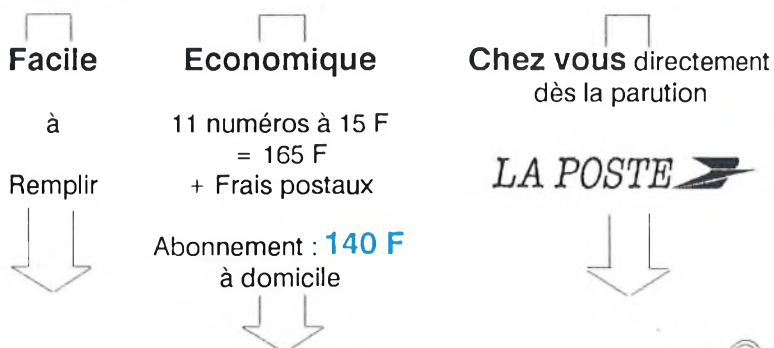 Facile
à
Remplir
Economique
11 numéros à 15 F
= 165 F
+ Frais postaux
Abonnement : 140 F
à domicile
Chez vous directement
dès la parution
LA POSTE